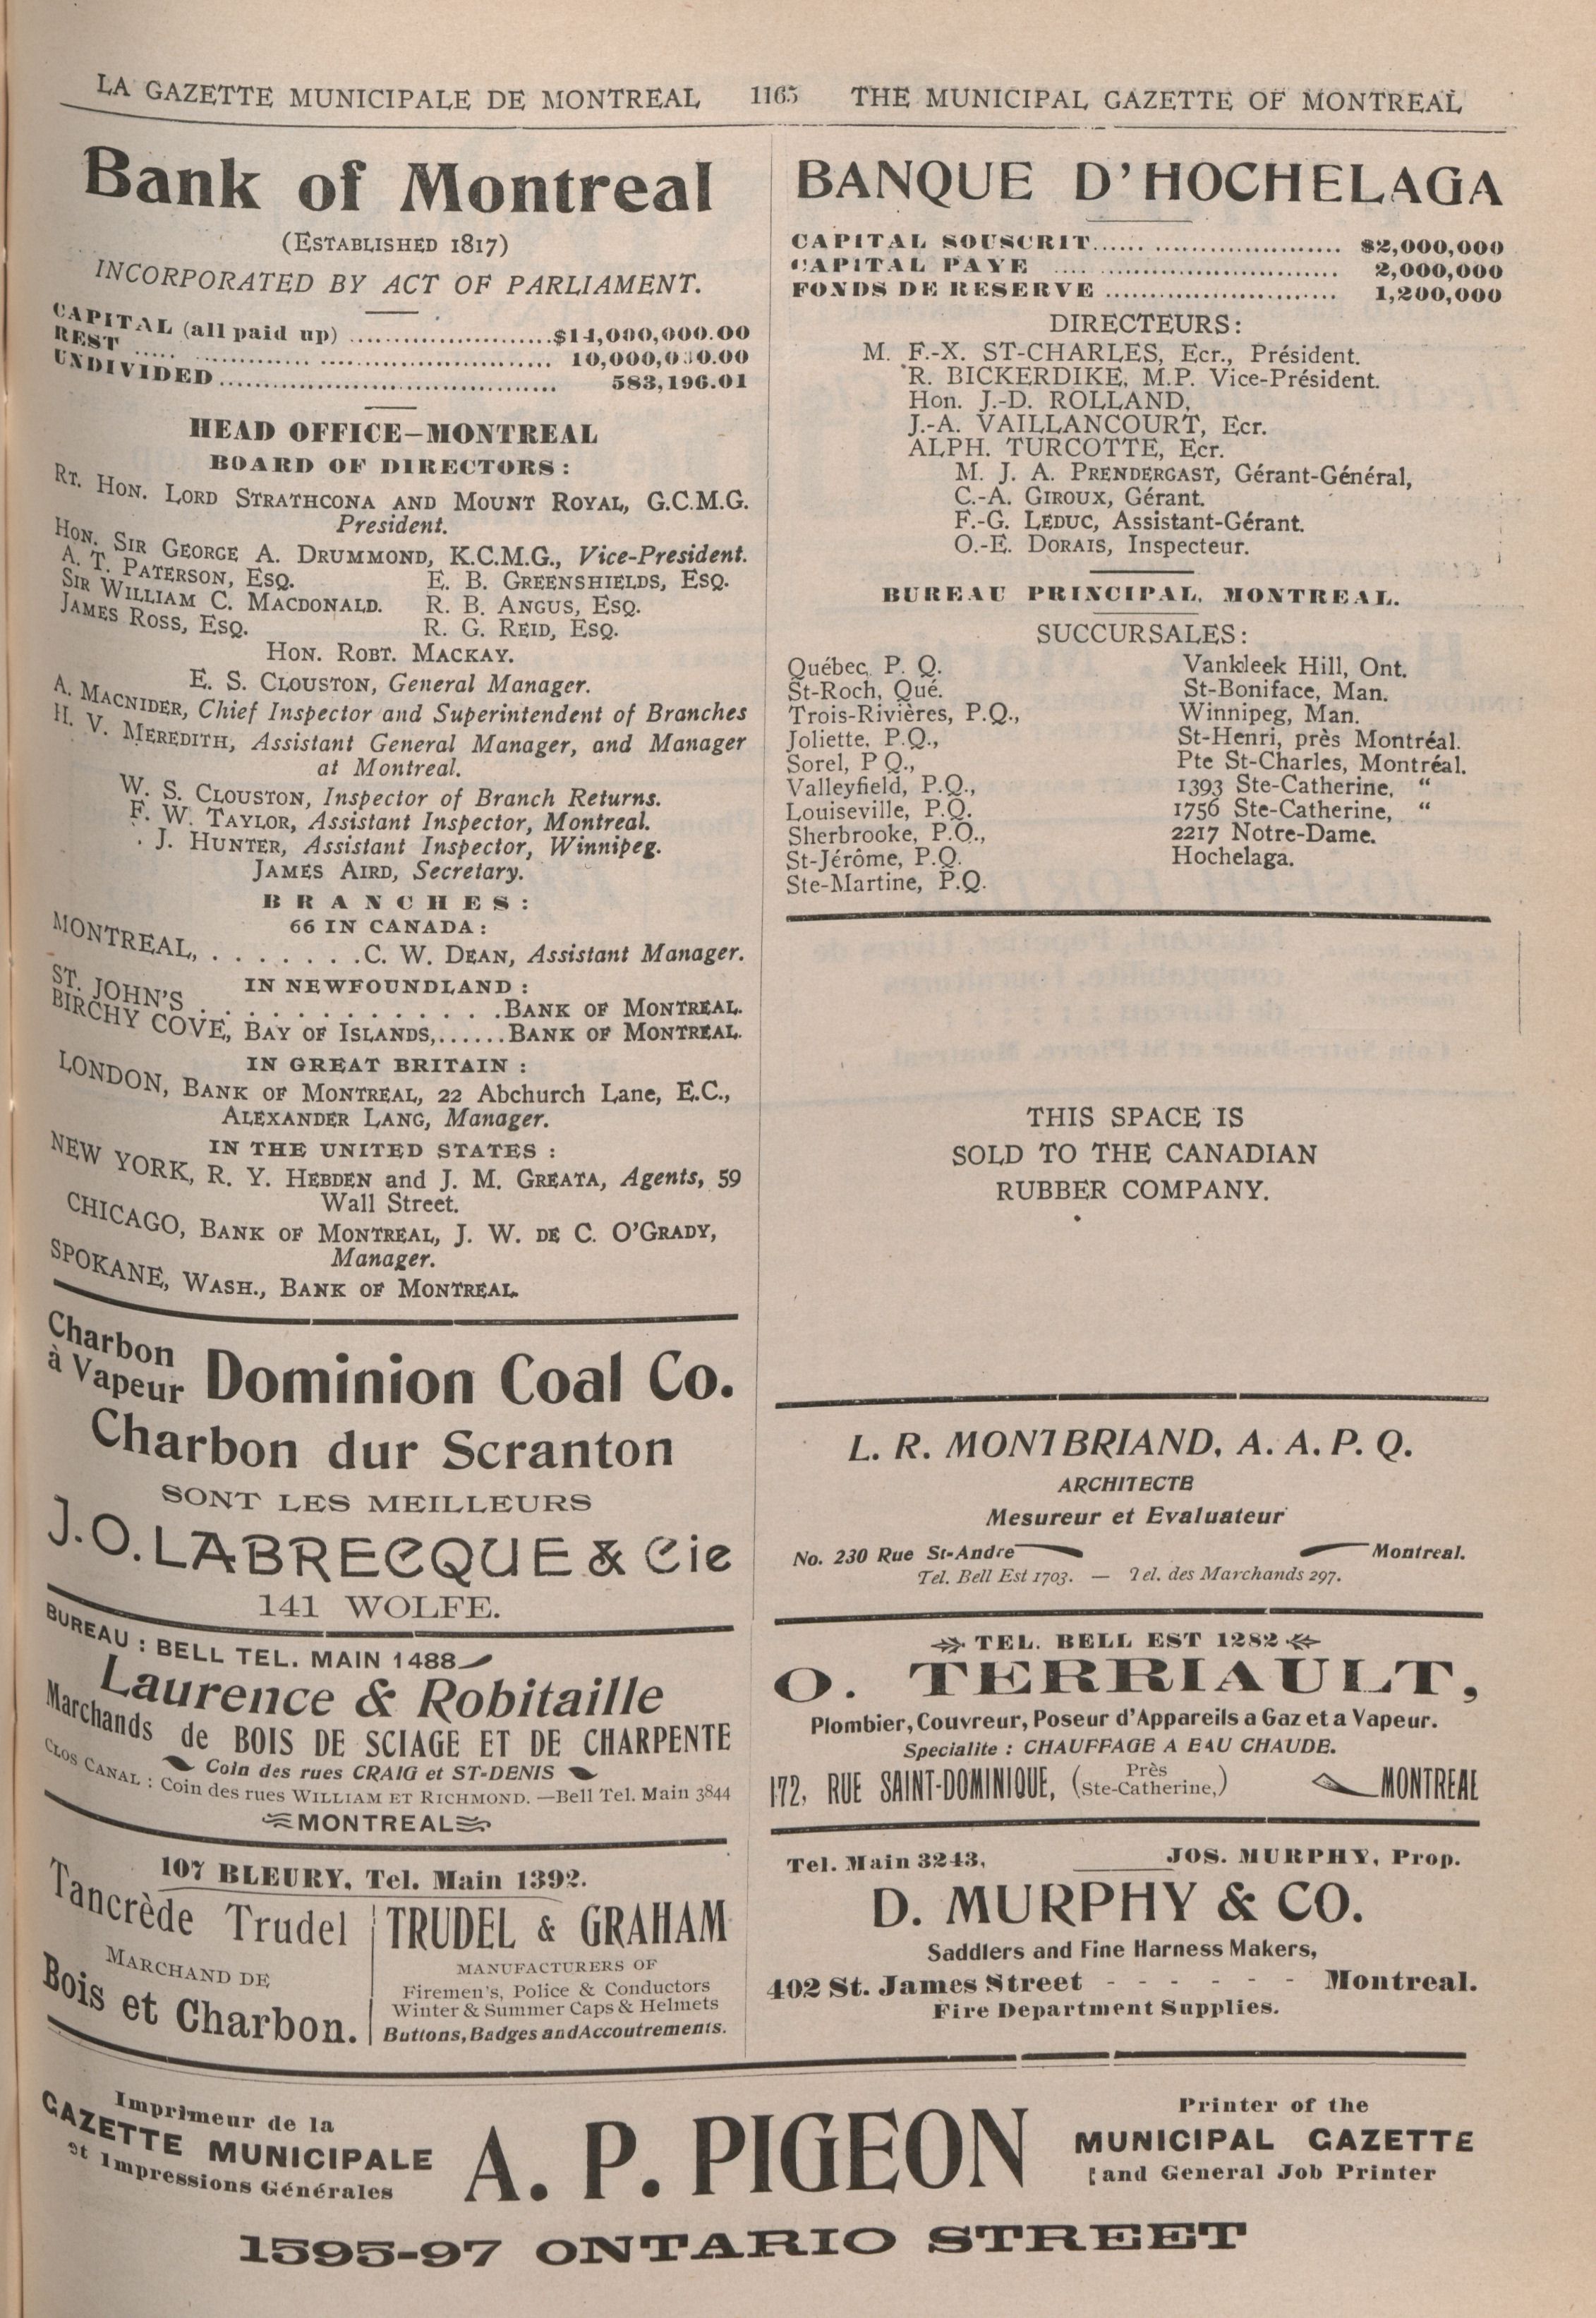 LA GAZETTE MUNICIPALE DE MONTREAL 1165 THE MUNICIPAL GAZETTE OF MONTREAL
Bank of Montreal
(ESTABLISHED 1817)
INCORPORATED BY ACT OF PARLIAMENT.
CAPITAL (all paid up) ........................$14,000,000.00
REST ..... .......................................... 10,000,000.00
UNDIVIDED.......................................... 583,196.01
HEAD OFFICE—MONTREAL
BOARD OF DIRECTORS:
RT. HON. LORD STRATHCONA AND MOUNT ROYAL, G.C.M.G.
President.
HON. SIR GEORGE A. DRUMMOND, K.C.M.G., Vice-President.
A. T. PATERSON, ESQ. E. B. GREENSHIELDS, ESQ.
SIR WILLIAM C. MACDONALD. R. B. ANGUS, ESQ.
JAMES ROSS, ESQ. R. G. REID, ESQ.
HON. ROBT. MACKAY.
E. S. CLOUSTON, General Manager.
A. MACNIDER, Chief Inspector and Superintendent of Branches
H. V. MEREDITH, Assistant General Manager, and Manager
at Montreal.
W. S. CLOUSTON, Inspector of Branch Returns.
F. W. TAYLOR, Assistant Inspector, Montreal.
J. HUNTER, Assistant Inspector, Winnipeg.
JAMES AIRD, Secretary.
BRANCHES:
66 IN CANADA:
MONTREAL, . . . . . . . .C. W. DEAN, Assistant Manager.
IN NEWFOUNDLAND:
ST. JOHN'S . . . . . . . . . . . . . .BANK OF MONTREAL.
BIRCHY COVE, BAY OF ISLANDS,......BANK OF MONTREAL.
IN GREAT BRITAIN:
LONDON, BANK OF MONTREAL, 22 Abchurch Lane, E.C.,
ALEXANDER LANG, Manager.
IN THE UNITED STATES:
NEW YORK, R. Y. HEBDEN and J. M. GREATA, Agents, 59
Wall Street.
CHICAGO, BANK OF MONTREAL, J. W. DE C. O'GRADY,
Manager.
SPOKANE, WASH., BANK OF MONTREAL.
Charbon
à Vapeur Dominion Coal Co.
Charbon dur Scranton
SONT LES MEILLEURS
J.O. LABRECQUE & Cie
141 WOLFE.
BUREAU : BELL TEL. MAIN 1488
Laurence & Robitaille
Marchands de BOIS DE SCIAGE ET DE CHARPENTE
Coin des rues CRAIG et ST-DENIS
CLOS CANAL : Coin des rues WILLIAM ET RICHMOND. —Bell Tel. Main 3844
MONTREAL
107 BLEURY, Tel. Main 1392.
Tancrède Trudel
MARCHAND DE
Bois et Charbon.
TRUDEL & GRAHAM
MANUFACTURERS OF
Firemen's, Police & Conductors
Winter & Summer Caps & Helmets
Buttons, Badges and Accoutrements.
BANQUE D'HOCHELAGA
CAPITAL SOUSCRIT...... ...................... $2,000,000
CAPITAL PAYE .... ............................ 2,000,000
FONDS DE RESERVE ........................... 1,200,000
DIRECTEURS:
M. F.-X. ST-CHARLES, Ecr., Président.
R. BICKERDIKE, M.P. Vice-Président.
Hon. J.-D. ROLLAND,
J.-A. VAILLANCOURT, Ecr.
ALPH. TURCOTTE, Ecr.
M. J. A. PRENDERGAST, Gérant-Général,
C.-A. GIROUX, Gérant.
F.-G. LEDUC, Assistant-Gérant.
O.-E. DORAIS, Inspecteur.
BUREAU PRINCIPAL, MONTREAL.
SUCCURSALES:
Québec, P. Q. Vankleek Hill, Ont.
St-Roch, Qué. St-Boniface, Man.
Trois-Rivières, P.Q., Winnipeg, Man.
Joliette, P.Q., St-Henri, près Montréal.
Sorel, P Q., Pte St-Charles, Montréal.
Valleyfield, P.Q., 1393 Ste-Catherine, “
Louiseville, P.Q. 1756 Ste-Catherine, “
Sherbrooke, P.Q., 2217 Notre-Dame.
St-Jérôme, P.Q. Hochelaga.
Ste-Martine, P.Q.
THIS SPACE IS
SOLD TO THE CANADIAN
RUBBER COMPANY.
L. R. MONTBRIAND, A. A. P. Q.
ARCHITECTE
Mesureur et Evaluateur
No. 230 Rue St-Andre Montreal.
Tel. Bell Est 1703. — Tel. des Marchands 297.
TEL. BELL EST 1282
O. TERRIAULT,
Plombier, Couvreur, Poseur d'Appareils a Gaz et a Vapeur.
Specialite : CHAUFFAGE A EAU CHAUDE.
172, RUE SAINT-DOMINIQUE, (Près Ste-Catherine,) MONTREAL
Tel. Main 3243, JOS. MURPHY, Prop.
D. MURPHY & CO.
Saddlers and Fine Harness Makers,
402 St. James Street - - - - - - Montreal.
Fire Department Supplies.
Imprimeur de la
GAZETTE MUNICIPALE
et Impressions Générales
A. P. PIGEON
Printer of the
MUNICIPAL GAZETTE
and General Job Printer
1595-97 ONTARIO STREET